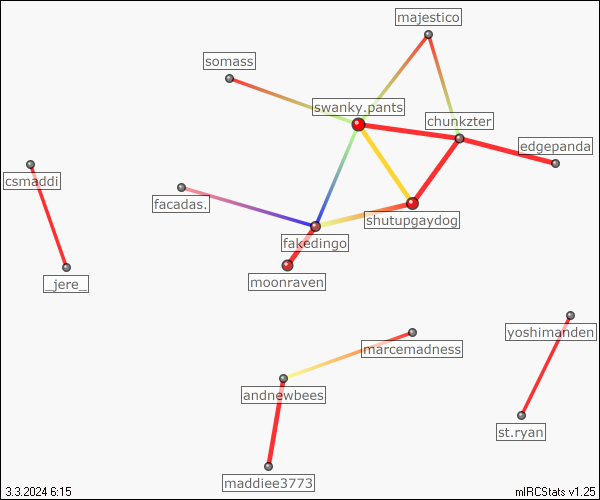 majestico
somass
swanky.pants
chunkzter
edgepanda
csmaddi
facadas.
shutupgaydog
fakedingo
moonraven
_jere_
yoshimanden
marcemadness
andnewbees
st.ryan
maddiee3773
3.3.2024 6:15
mIRCStats v1.25